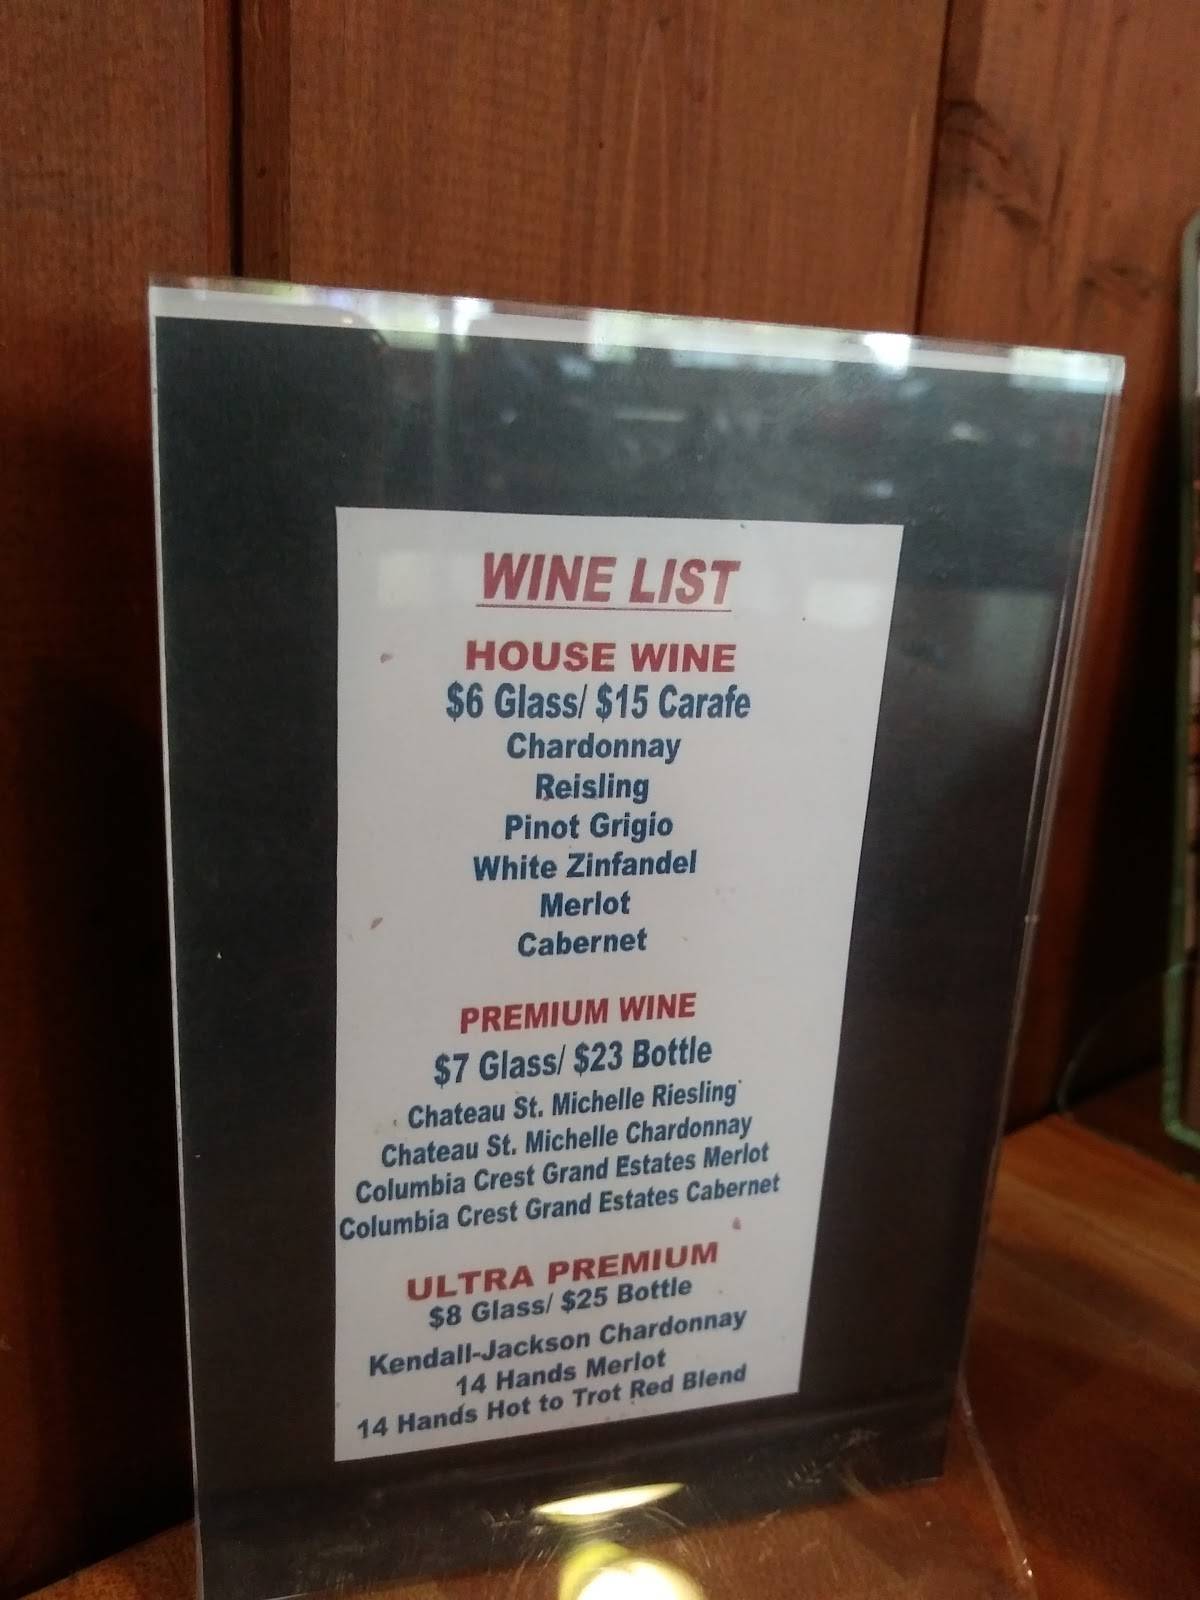 WINE LIST
HOUSE WINE
$6 Glass/ $15 Carafe
Chardonnay
Reisling
Pinot Grigio
White Zinfandel
Merlot
Cabernet
PREMIUM WINE
$7 Glass/ $23 Bottle
Chateau St. Michelle Riesling
Chateau St. Michelle Chardonnay
Columbia Crest Grand Estates Merlot
Columbia Crest Grand Estates Cabernet
ULTRA PREMIUM
$8 Glass/ $25 Bottle
Kendall-Jackson Chardonnay
14 Hands Merlot
14 Hands Hot to Trot Red Blend